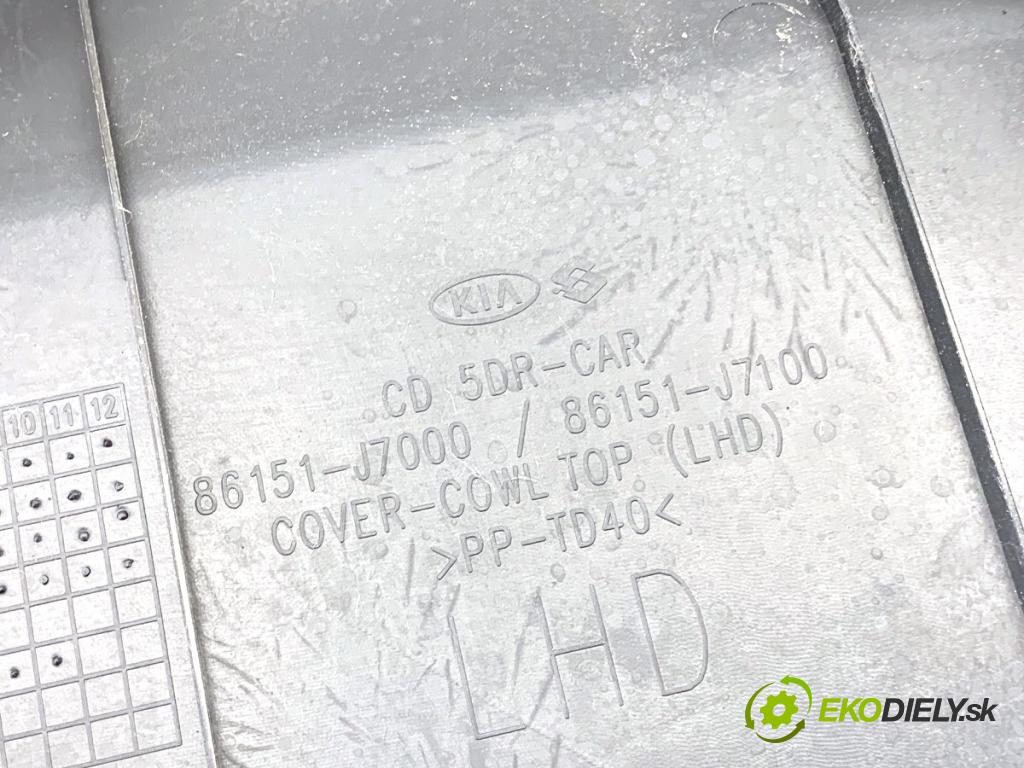 KIA
CD 5DR-CAR
86151-J7000 / 86151-J7100
COVER-COWL TOP (LHD)
>PP-TD40<
LHD
10 11 12
EKODIELY.sk